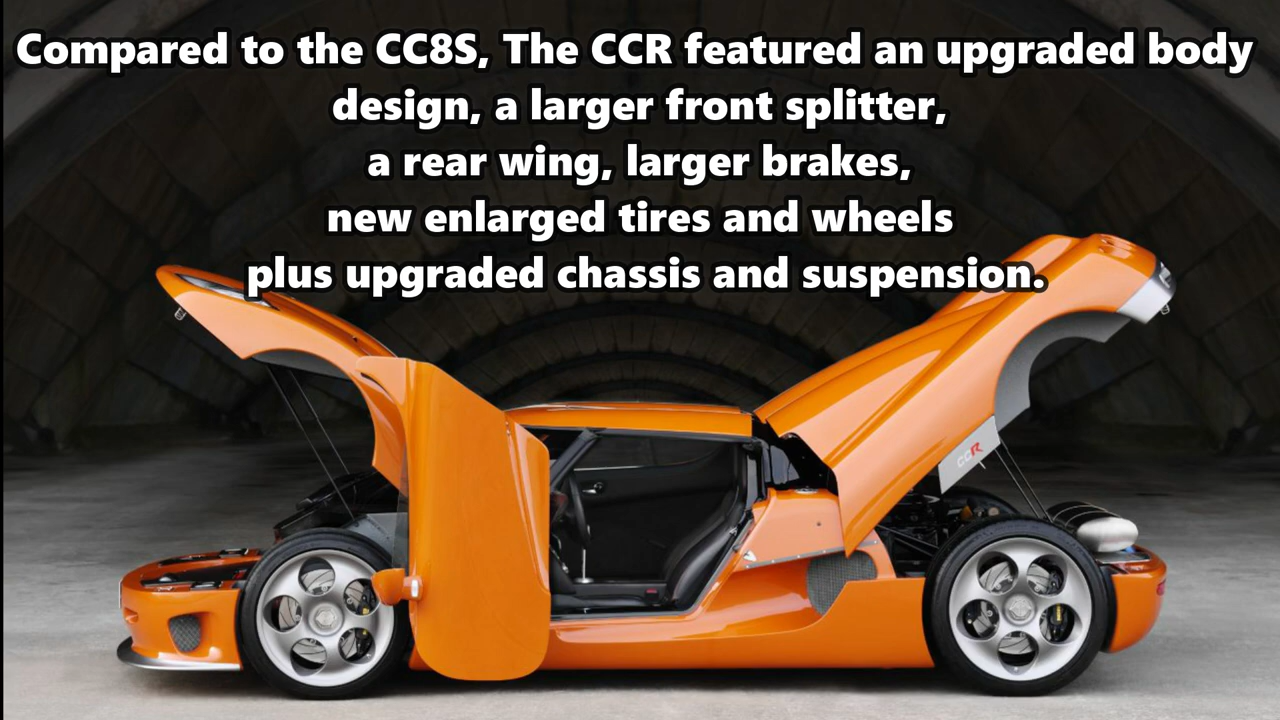 Compared to the CC8S, The CCR featured an upgraded body
design, a larger front splitter,
a rear wing, larger brakes,
new enlarged tires and wheels
plus upgraded chassis and suspension.
CCR